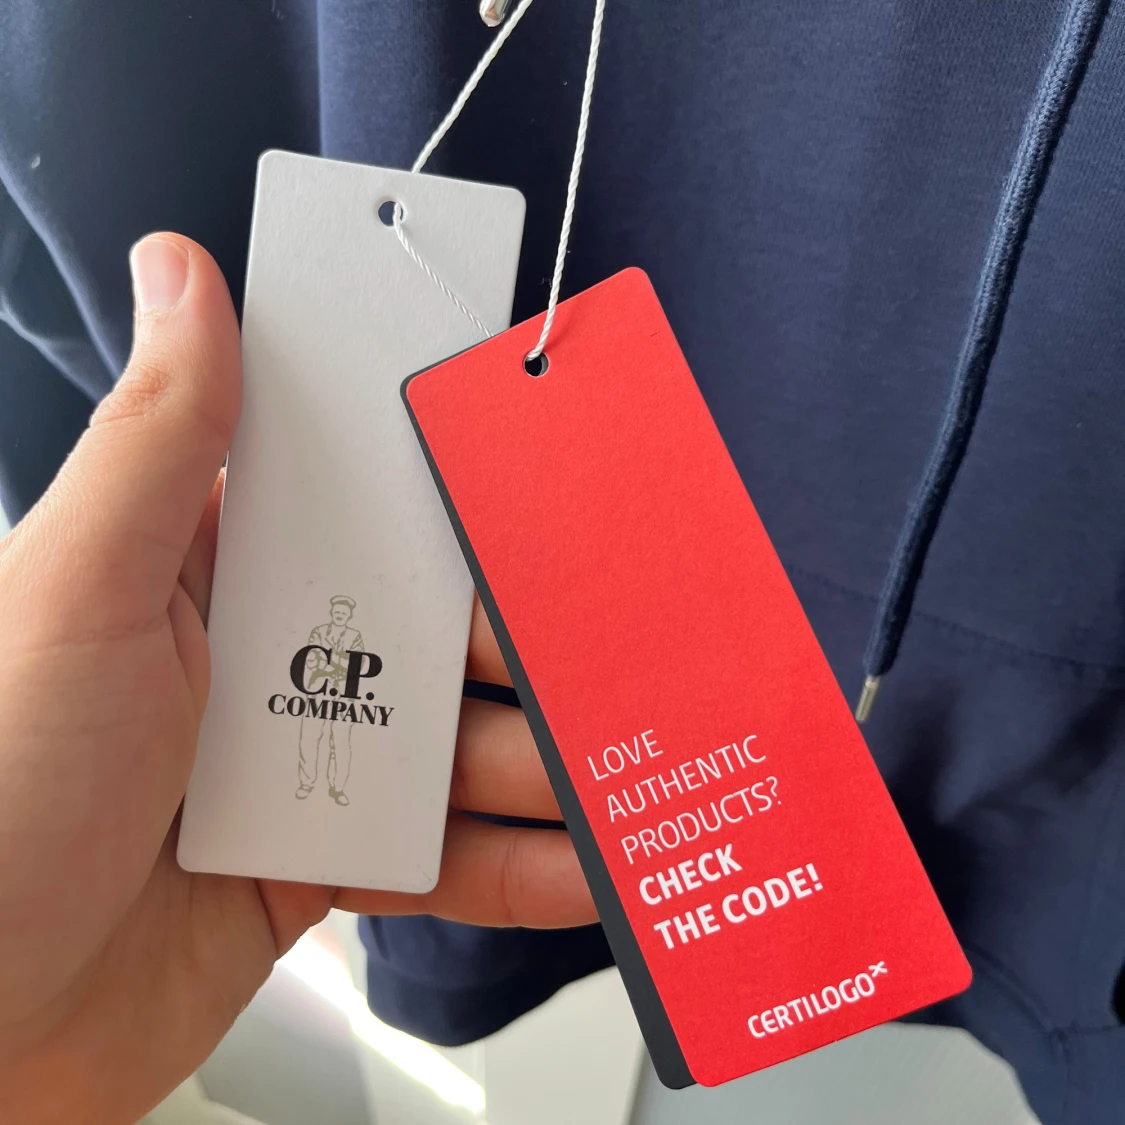 C.P.
COMPANY
LOVE
AUTHENTIC
PRODUCTS?
CHECK
THE CODE!
CERTILOGO